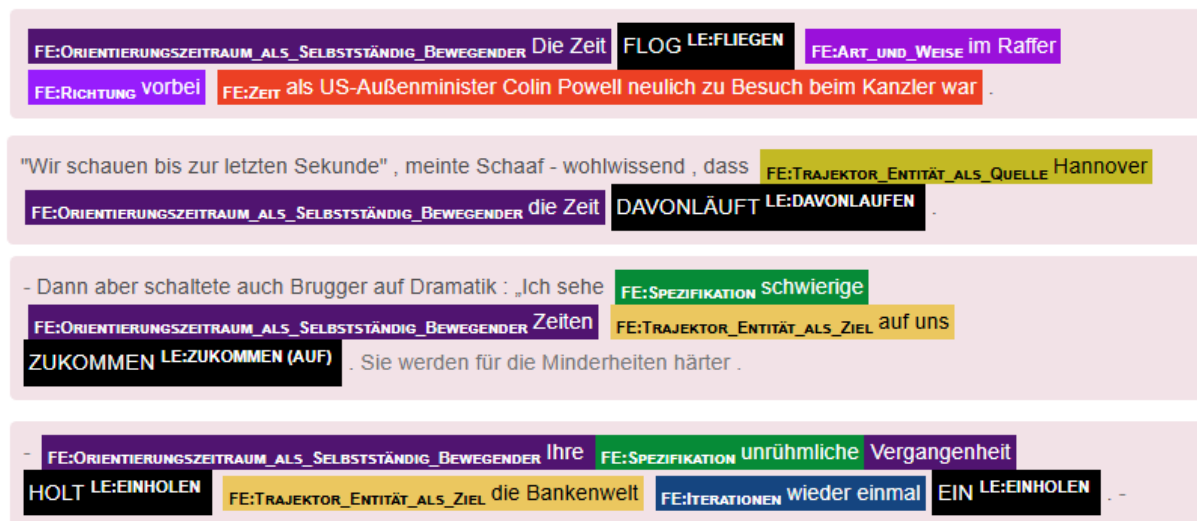 FE:ORIENTIERUNGSZEITRAUM_ALS_SELBSTSTÄNDIG_BEWEGENDER Die Zeit FLOG LE:FLIEGEN FE:ART_UND_WEISE im Raffer
FE:RICHTUNG vorbei FE:ZEIT als US-Außenminister Colin Powell neulich zu Besuch beim Kanzler war .
"Wir schauen bis zur letzten Sekunde" , meinte Schaaf - wohlwissend , dass FE:TRAJEKTOR_ENTITÄT_ALS_QUELLE Hannover
FE:ORIENTIERUNGSZEITRAUM_ALS_SELBSTSTÄNDIG_BEWEGENDER die Zeit DAVONLÄUFT LE:DAVONLAUFEN .
- Dann aber schaltete auch Brugger auf Dramatik : „Ich sehe FE:SPEZIFIKATION schwierige
FE:ORIENTIERUNGSZEITRAUM_ALS_SELBSTSTÄNDIG_BEWEGENDER Zeiten FE:TRAJEKTOR_ENTITÄT_ALS_ZIEL auf uns
ZUKOMMEN LE:ZUKOMMEN (AUF) . Sie werden für die Minderheiten härter .
- FE:ORIENTIERUNGSZEITRAUM_ALS_SELBSTSTÄNDIG_BEWEGENDER Ihre FE:SPEZIFIKATION unrühmliche Vergangenheit
HOLT LE:EINHOLEN FE:TRAJEKTOR_ENTITÄT_ALS_ZIEL die Bankenwelt FE:ITERATIONEN wieder einmal EIN LE:EINHOLEN . -